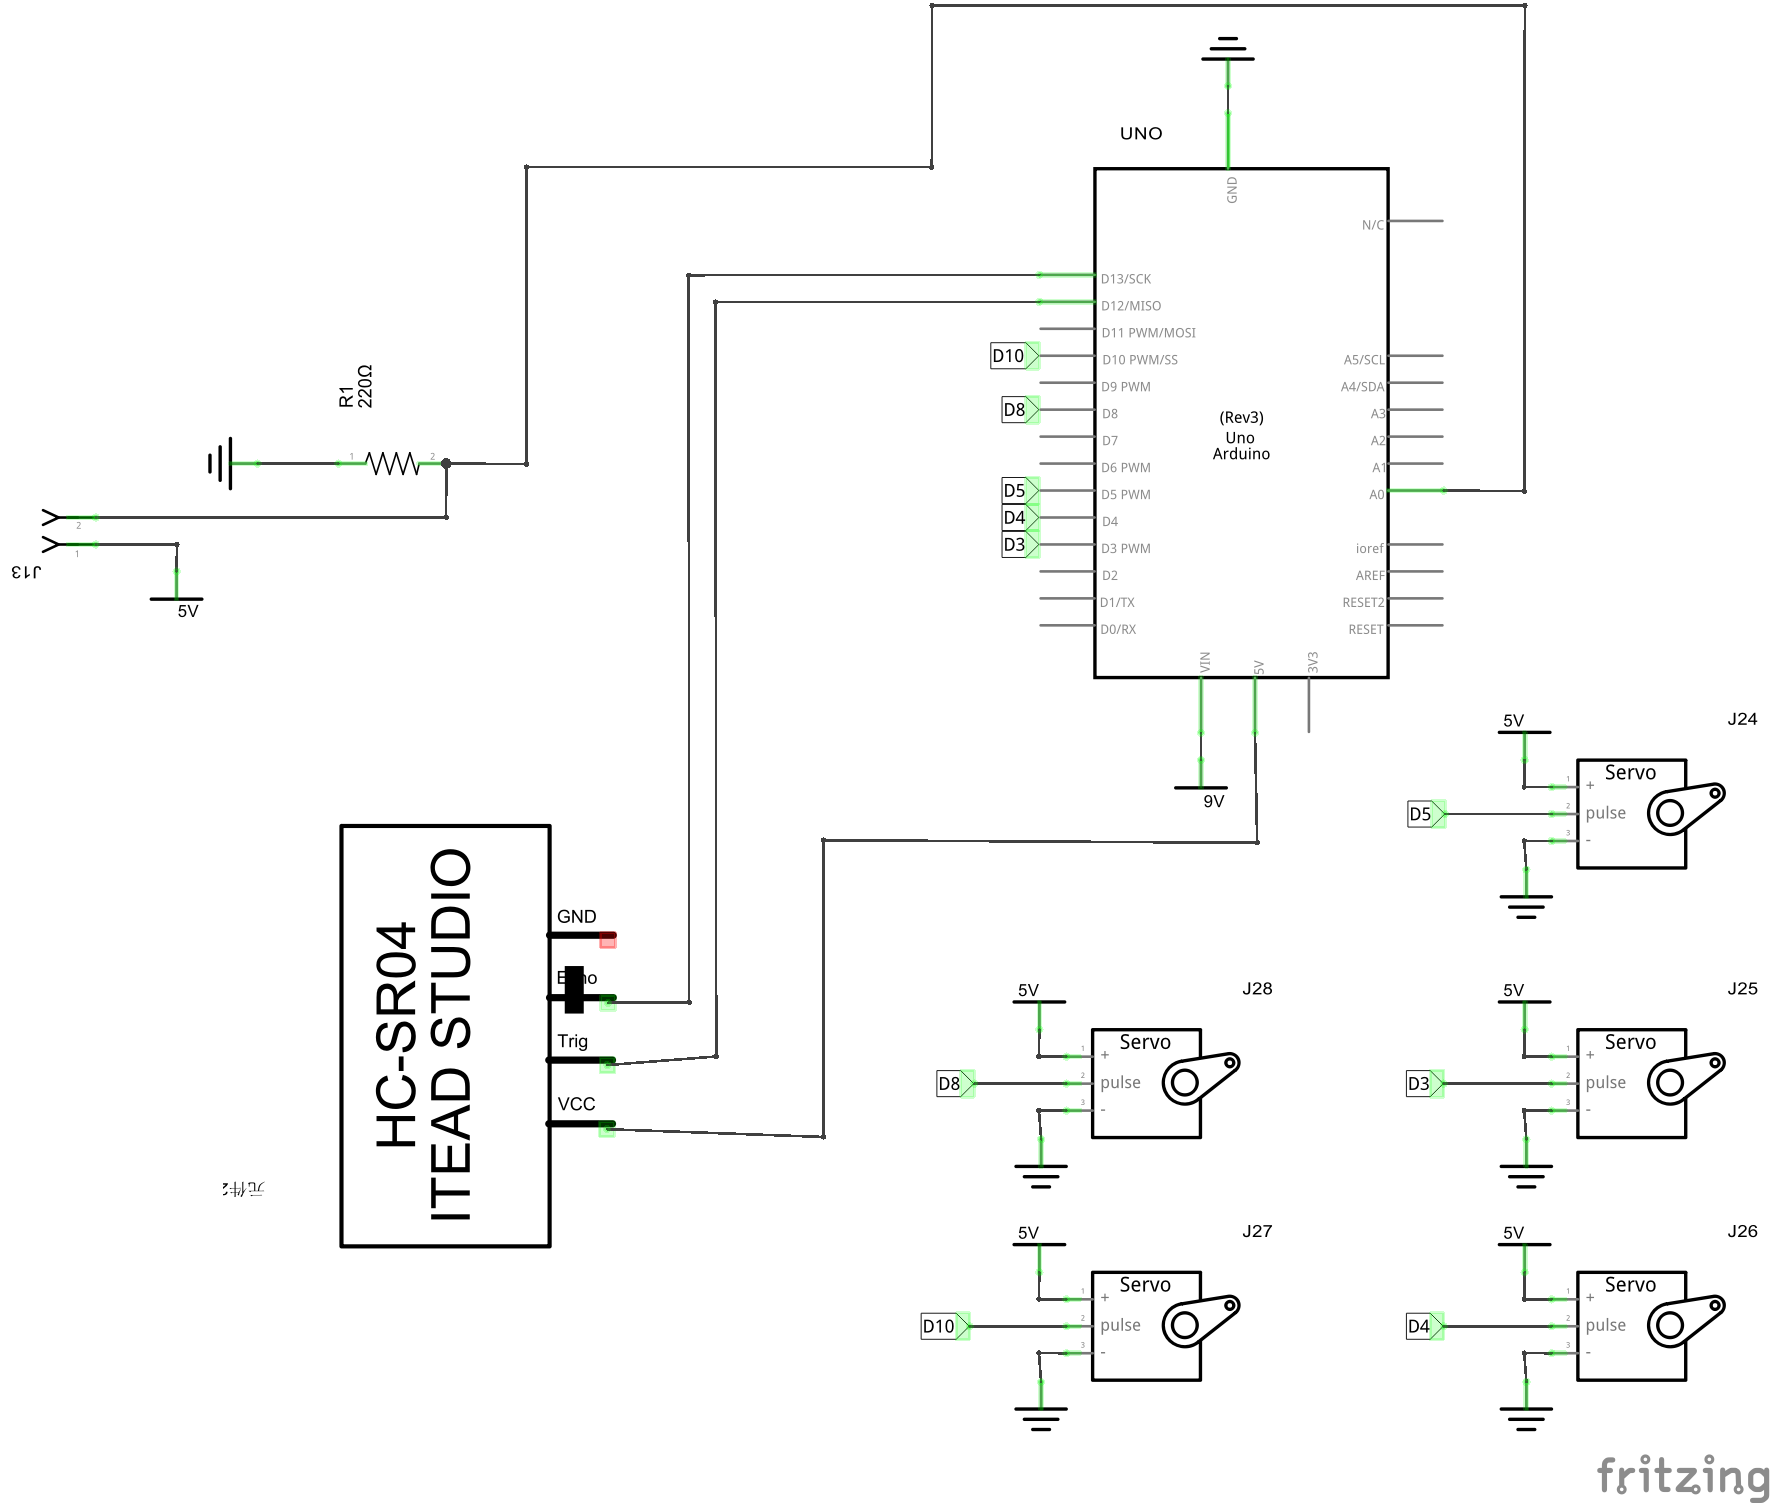 UNO
GND
N/C
D13/SCK
D12/MISO
D11 PWM/MOSI
D10
D10 PWM/SS
A5/SCL
D9 PWM
A4/SDA
D8
D8
A3
(Rev3)
Uno
Arduino
D7
A2
D6 PWM
A1
D5
D5 PWM
A0
D4
D4
D3
D3 PWM
ioref
D2
AREF
D1/TX
RESET2
D0/RX
RESET
VIN
5V
3V3
9V
R1
220Ω
1
2
2
1
J13
5V
HC-SR04
ITEAD STUDIO
GND
Trig
VCC
元件2
5V
J24
Servo
1
+
D5
2
pulse
3
-
5V
J28
Servo
1
+
D8
2
pulse
3
-
5V
J25
Servo
1
+
D3
2
pulse
3
-
5V
J27
Servo
1
+
D10
2
pulse
3
-
5V
J26
Servo
1
+
D4
2
pulse
3
-
fritzing